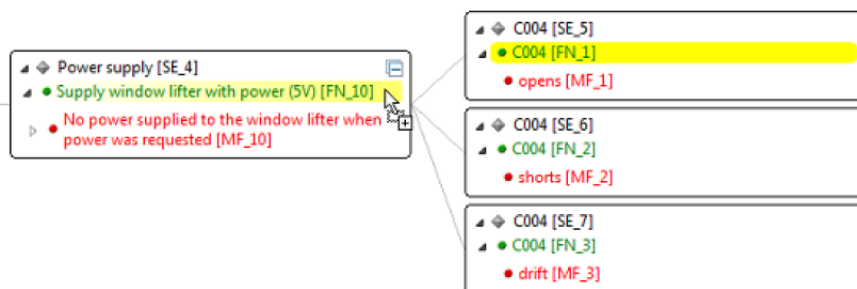 Power supply [SE_4]
Supply window lifter with power (5V) [FN_10]
No power supplied to the window lifter when
power was requested [MF_10]
C004 [SE_5]
C004 [FN_1]
opens [MF_1]
C004 [SE_6]
C004 [FN_2]
shorts [MF_2]
C004 [SE_7]
C004 [FN_3]
drift [MF_3]